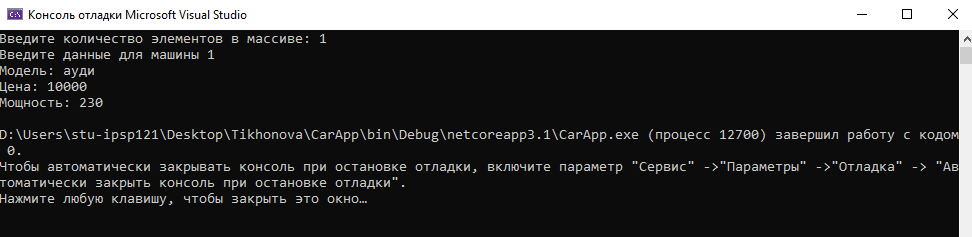 Консоль отладки Microsoft Visual Studio
Введите количество элементов в массиве: 1
Введите данные для машины 1
Модель: ауди
Цена: 10000
Мощность: 230
D:\Users\stu-ipsp121\Desktop\Tikhonova\CarApp\bin\Debug\netcoreapp3.1\CarApp.exe (процесс 12700) завершил работу с кодом
0.
Чтобы автоматически закрывать консоль при остановке отладки, включите параметр "Сервис" ->"Параметры" ->"Отладка" -> "Ав
томатически закрыть консоль при остановке отладки".
Нажмите любую клавишу, чтобы закрыть это окно…